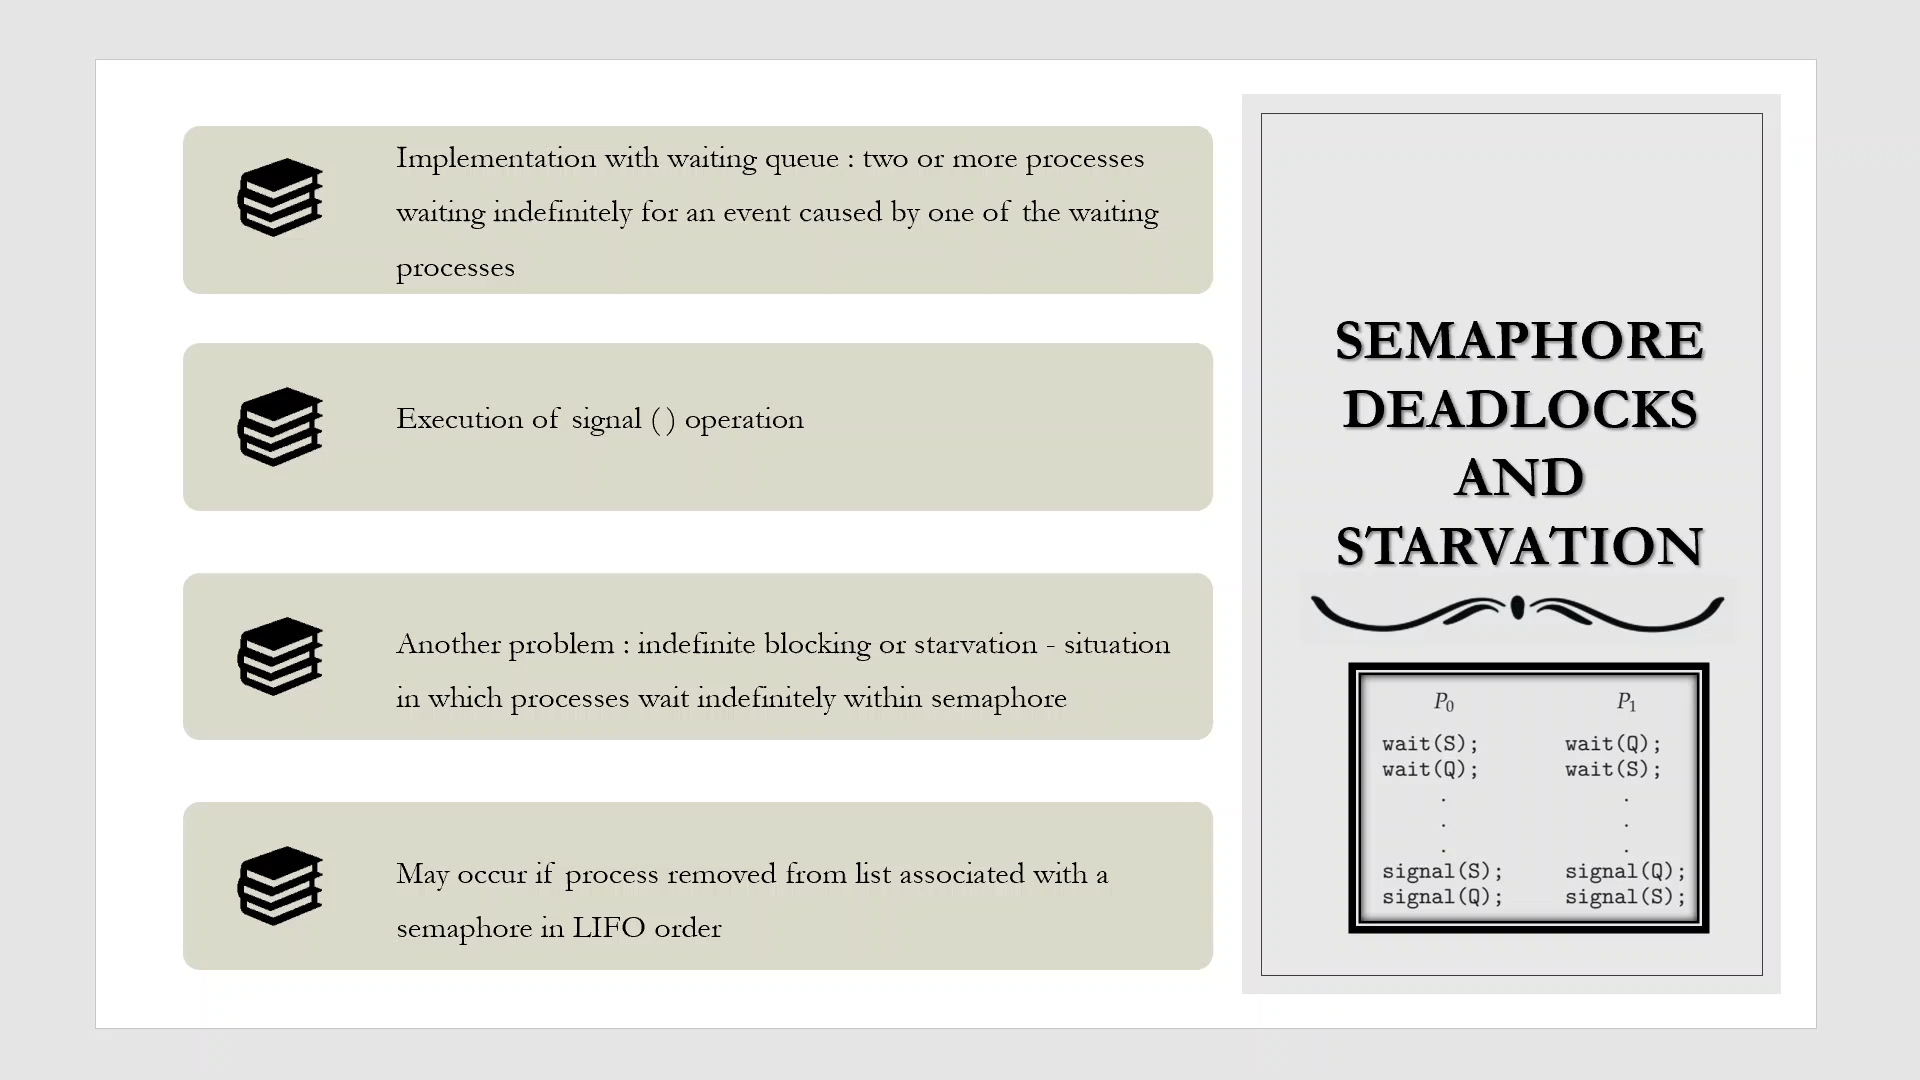 Implementation with waiting queue : two or more processes
waiting indefinitely for an event caused by one of the waiting
processes
Execution of signal ( ) operation
Another problem : indefinite blocking or starvation - situation
in which processes wait indefinitely within semaphore
May occur if process removed from list associated with a
semaphore in LIFO order
SEMAPHORE
DEADLOCKS
AND
STARVATION
P0 P1
wait(S); wait(Q);
wait(Q); wait(S);
. .
. .
. .
signal(S); signal(Q);
signal(Q); signal(S);